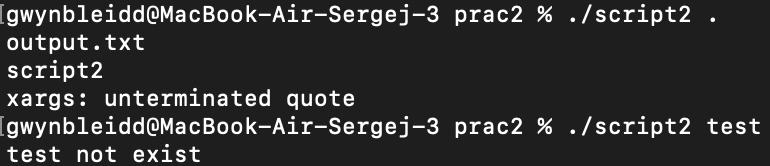 [gwynbleidd@MacBook-Air-Sergej-3 prac2 % ./script2 .
output.txt
script2
xargs: unterminated quote
[gwynbleidd@MacBook-Air-Sergej-3 prac2 % ./script2 test
test not exist